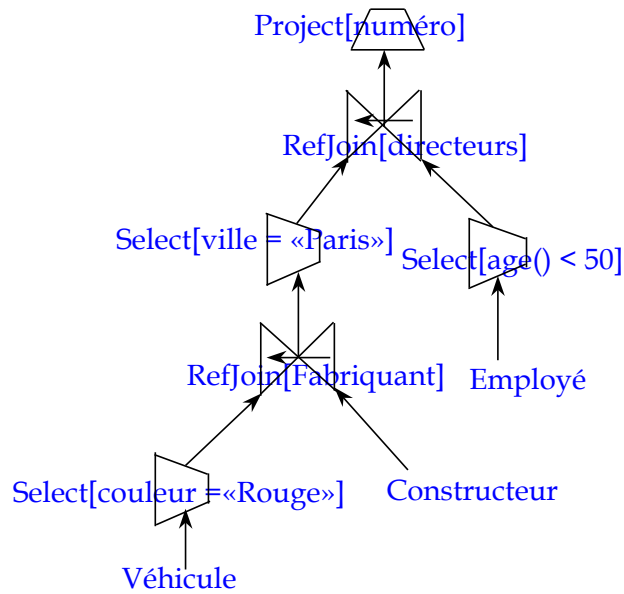 Project[numéro]
RefJoin[directeurs]
Select[ville = «Paris»]
Select[age() < 50]
RefJoin[Fabriquant]
Employé
Select[couleur =«Rouge»]
Constructeur
Véhicule